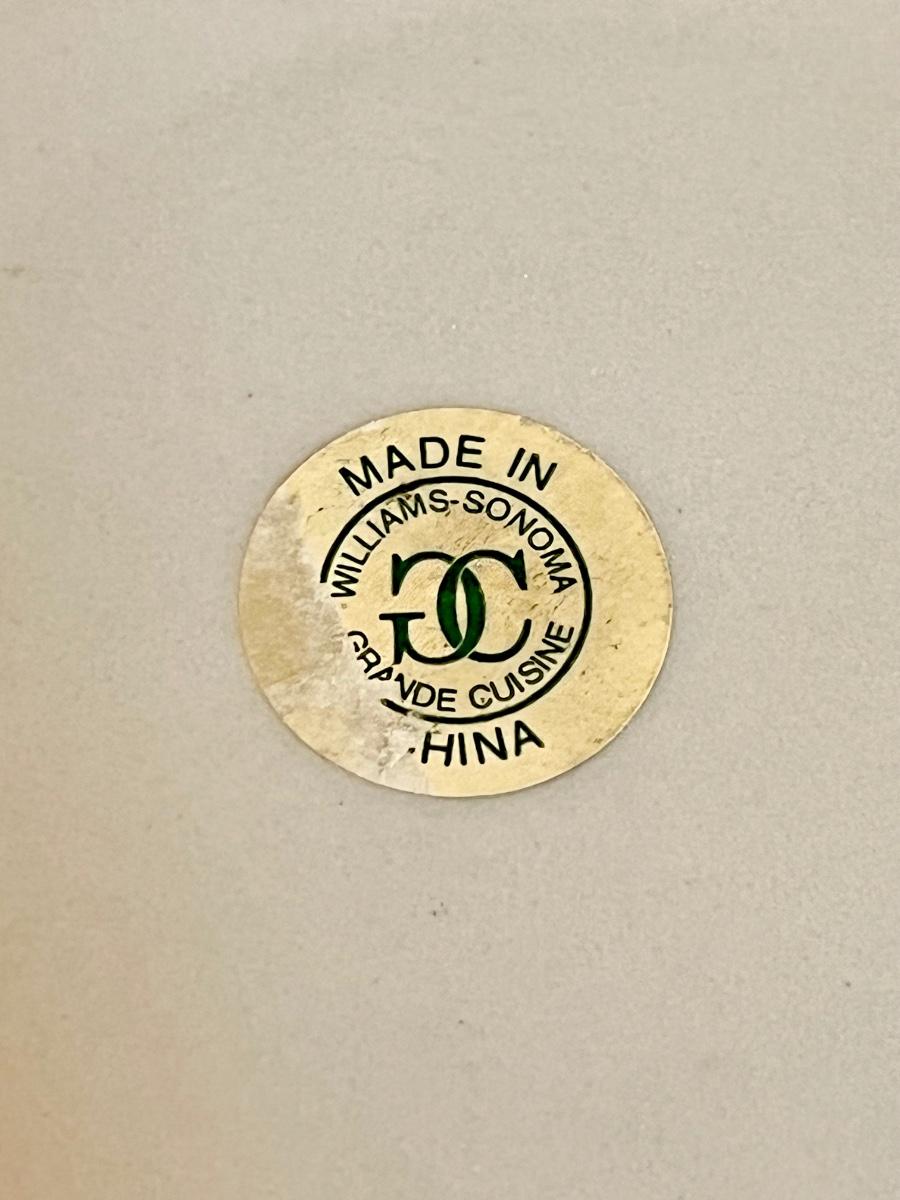 MADE IN
WILLIAMS-SONOMA
GC
GRANDE CUISINE
HINA